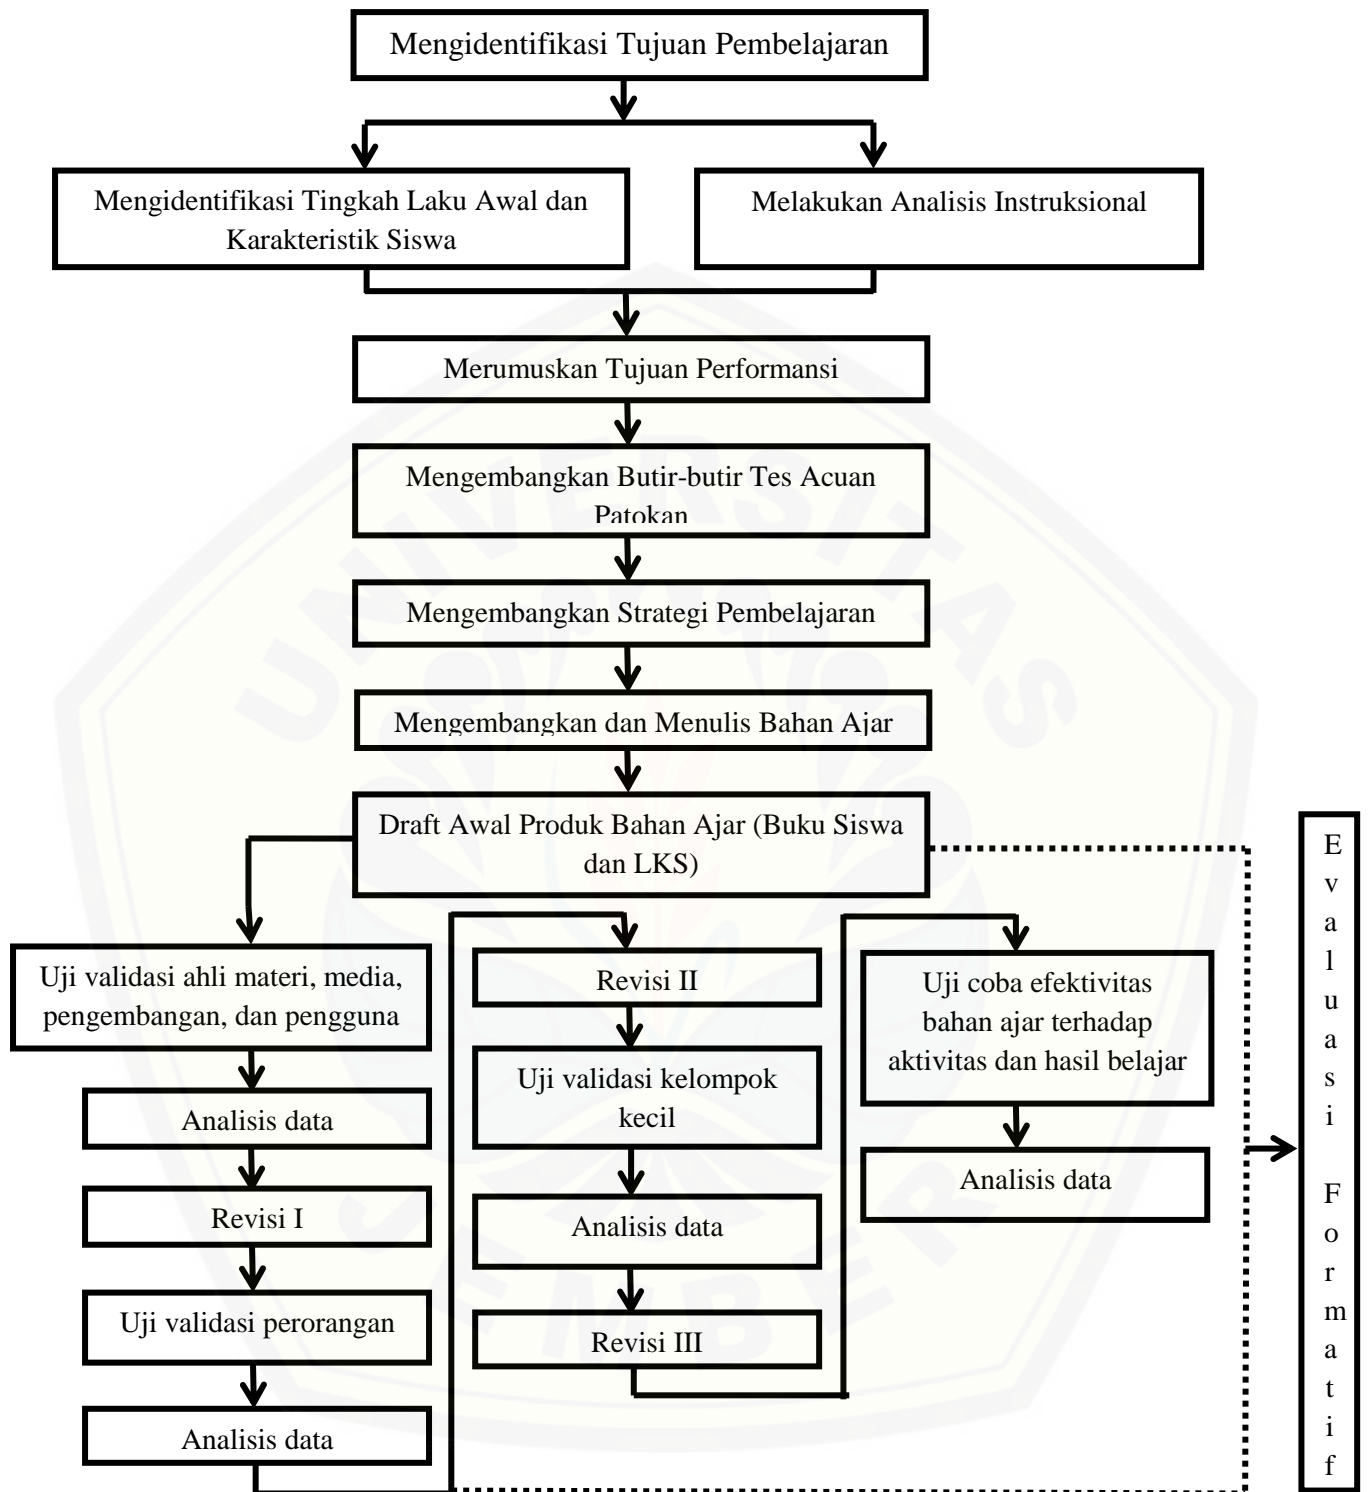 Mengidentifikasi Tujuan Pembelajaran
Mengidentifikasi Tingkah Laku Awal dan
Karakteristik Siswa
Melakukan Analisis Instruksional
Merumuskan Tujuan Performansi
Mengembangkan Butir-butir Tes Acuan
Patokan
Mengembangkan Strategi Pembelajaran
Mengembangkan dan Menulis Bahan Ajar
Draft Awal Produk Bahan Ajar (Buku Siswa
dan LKS)
Uji validasi ahli materi, media,
pengembangan, dan pengguna
Analisis data
Revisi I
Uji validasi perorangan
Analisis data
Revisi II
Uji validasi kelompok
kecil
Analisis data
Revisi III
Uji coba efektivitas
bahan ajar terhadap
aktivitas dan hasil belajar
Analisis data
Evaluasi Formatif
UNIVERSITAS
JEMBER